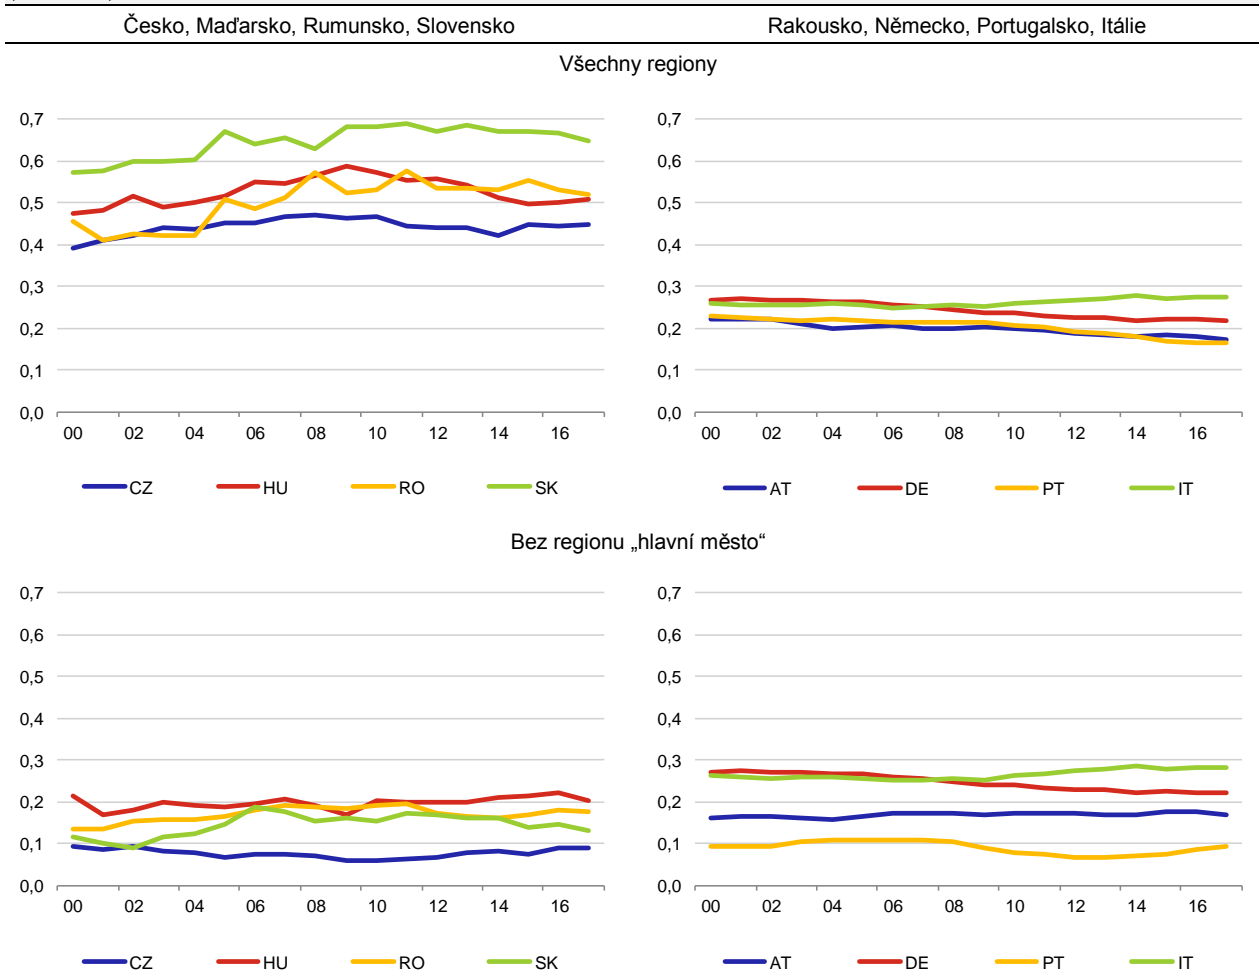 Česko, Maďarsko, Rumunsko, Slovensko Rakousko, Německo, Portugalsko, Itálie
Všechny regiony
0,7 0,7
0,6 0,6
0,5 0,5
0,4 0,4
0,3 0,3
0,2 0,2
0,1 0,1
0,0 0,0
00 02 04 06 08 10 12 14 16 00 02 04 06 08 10 12 14 16
CZ HU RO SK AT DE PT IT
Bez regionu „hlavní město“
0,7 0,7
0,6 0,6
0,5 0,5
0,4 0,4
0,3 0,3
0,2 0,2
0,1 0,1
0,0 0,0
00 02 04 06 08 10 12 14 16 00 02 04 06 08 10 12 14 16
CZ HU RO SK AT DE PT IT